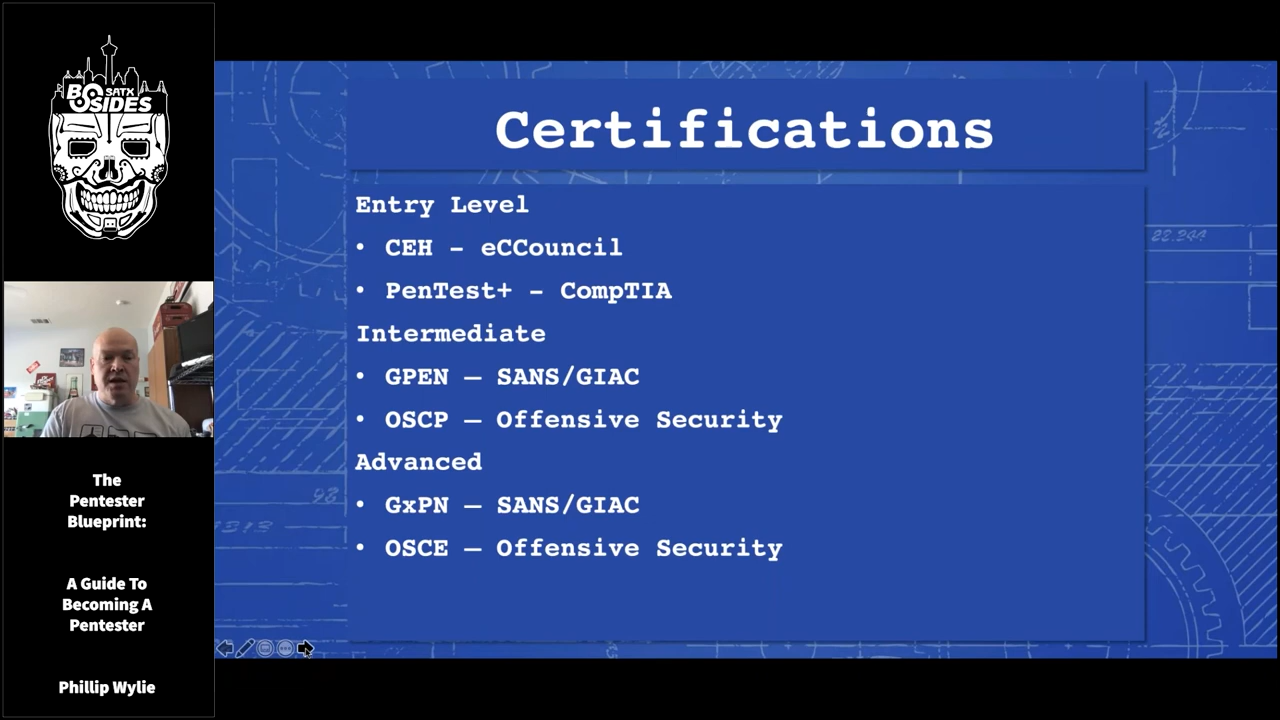 BSIDES
SATX
The
Pentester
Blueprint:
A Guide To
Becoming A
Pentester
Phillip Wylie
Certifications
Entry Level
• CEH – eCCouncil
• PenTest+ – CompTIA
Intermediate
• GPEN – SANS/GIAC
• OSCP – Offensive Security
Advanced
• GxPN – SANS/GIAC
• OSCE – Offensive Security